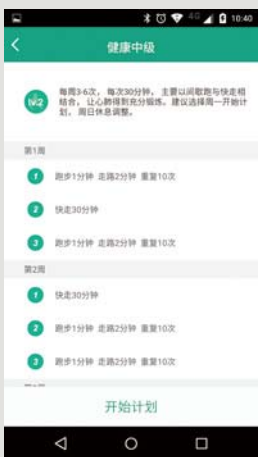 4G 10:40
健康中级
lv.2
每周3-6次，每次30分钟，主要以间歇跑与快走相
结合，让心肺得到充分锻炼。建议选择周一开始计
划，周日休息调整。
第1周
1 跑步1分钟 走路2分钟 重复10次
2 快走30分钟
3 跑步1分钟 走路2分钟 重复10次
第2周
1 快走30分钟
2 跑步1分钟 走路2分钟 重复10次
3 跑步1分钟 走路2分钟 重复10次
开始计划